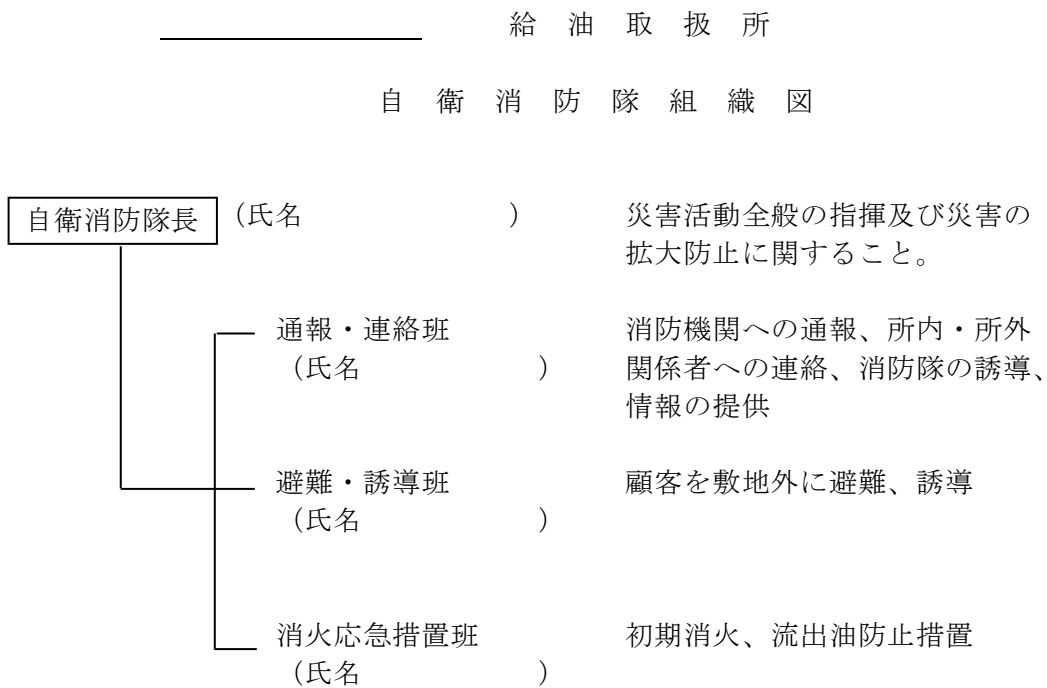 給油取扱所
自衛消防隊組織図
自衛消防隊長 (氏名 ) 災害活動全般の指揮及び災害の
拡大防止に関すること。
通報・連絡班 消防機関への通報、所内・所外
(氏名 ) 関係者への連絡、消防隊の誘導、
情報の提供
避難・誘導班 顧客を敷地外に避難、誘導
(氏名 )
消火応急措置班 初期消火、流出油防止措置
(氏名 )